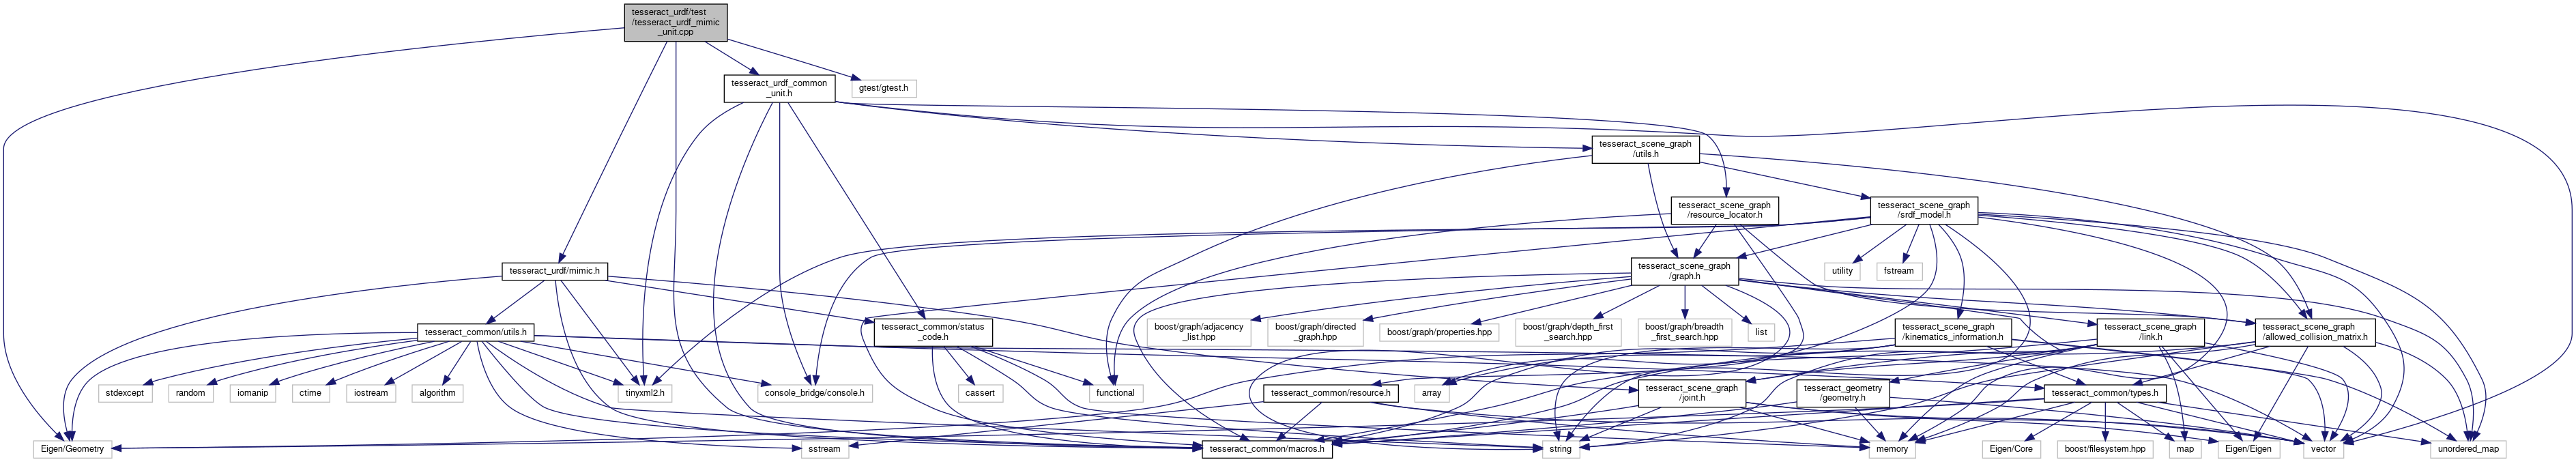 tesseract_urdf/test
/tesseract_urdf_mimic
_unit.cpp
tesseract_urdf_common
_unit.h
gtest/gtest.h
tesseract_scene_graph
/utils.h
tesseract_scene_graph
/resource_locator.h
tesseract_scene_graph
/srdf_model.h
tesseract_urdf/mimic.h
tesseract_scene_graph
/graph.h
utility
fstream
tesseract_common/utils.h
tesseract_common/status
_code.h
boost/graph/adjacency
_list.hpp
boost/graph/directed
_graph.hpp
boost/graph/properties.hpp
boost/graph/depth_first
_search.hpp
boost/graph/breadth
_first_search.hpp
list
tesseract_scene_graph
/kinematics_information.h
tesseract_scene_graph
/link.h
tesseract_scene_graph
/allowed_collision_matrix.h
stdexcept
random
iomanip
ctime
iostream
algorithm
tinyxml2.h
console_bridge/console.h
cassert
functional
tesseract_common/resource.h
array
tesseract_scene_graph
/joint.h
tesseract_geometry
/geometry.h
tesseract_common/types.h
Eigen/Geometry
sstream
tesseract_common/macros.h
string
memory
Eigen/Core
boost/filesystem.hpp
map
Eigen/Eigen
vector
unordered_map